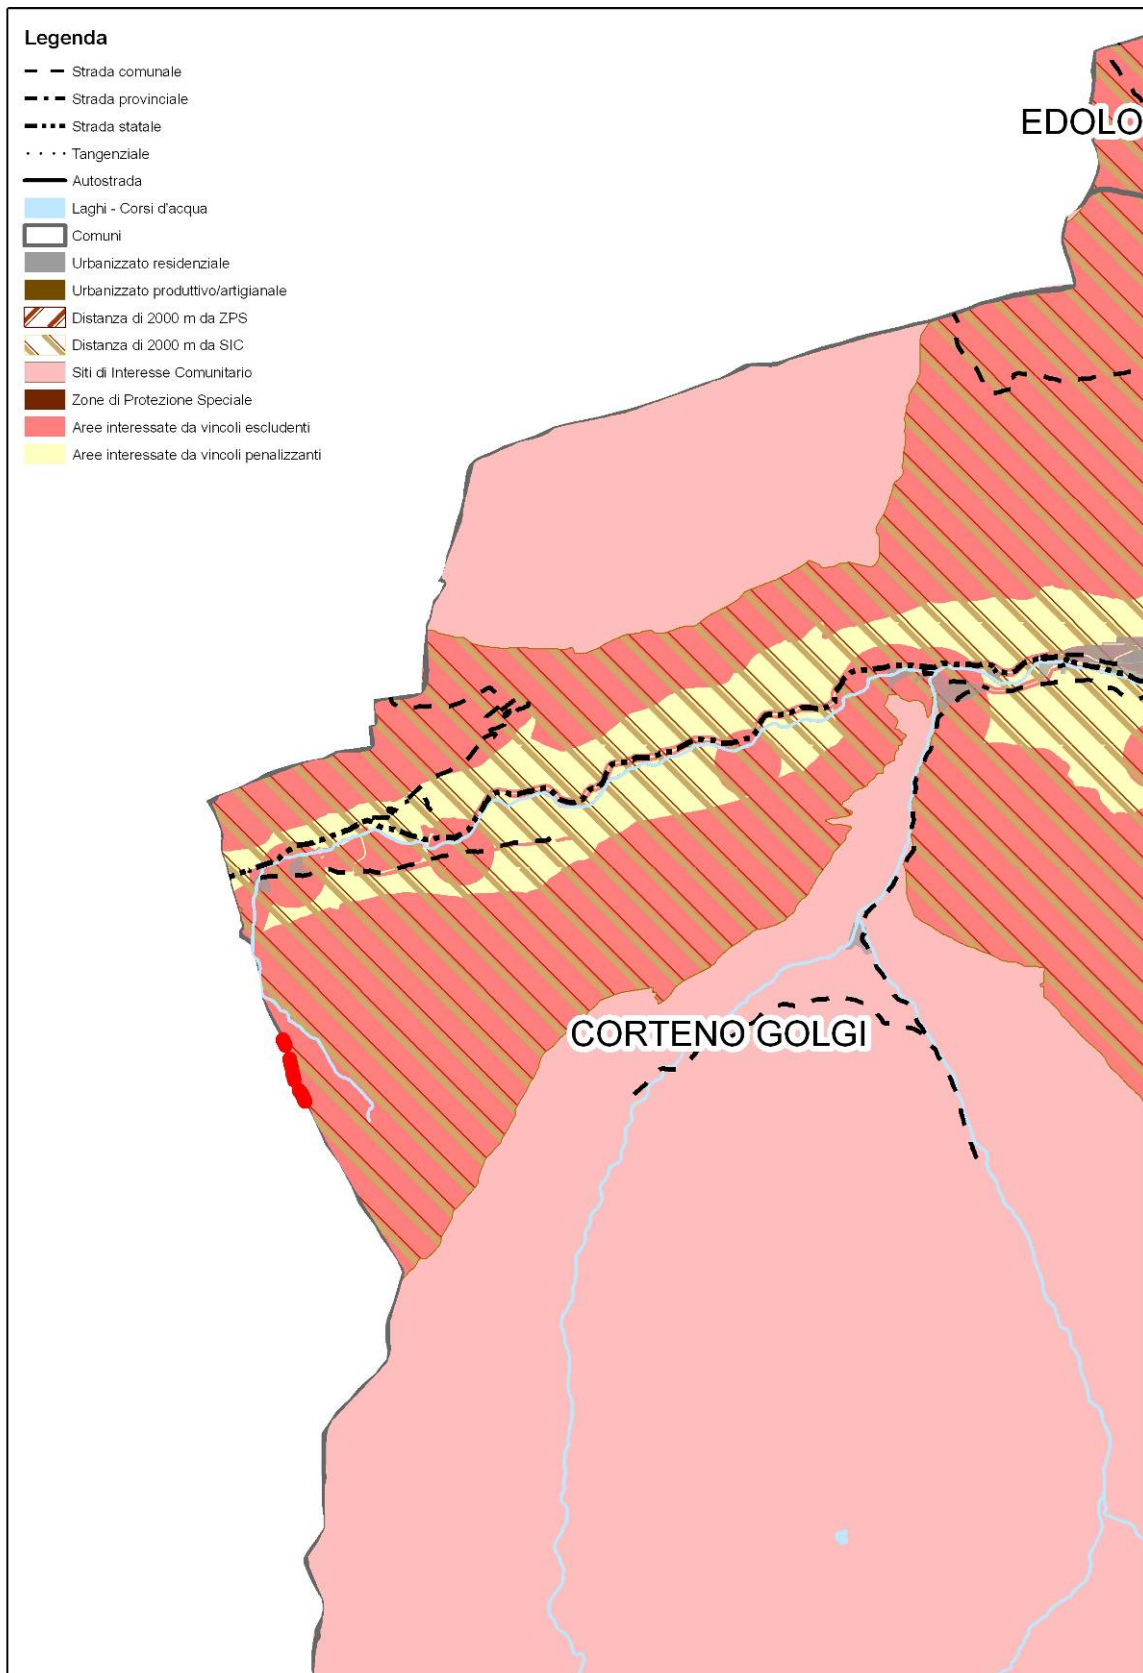 Legenda
Strada comunale
Strada provinciale
Strada statale
Tangenziale
Autostrada
Laghi - Corsi d'acqua
Comuni
Urbanizzato residenziale
Urbanizzato produttivo/artigianale
Distanza di 2000 m da ZPS
Distanza di 2000 m da SIC
Siti di Interesse Comunitario
Zone di Protezione Speciale
Aree interessate da vincoli escludenti
Aree interessate da vincoli penalizzanti
EDOLO
CORTENO GOLGI